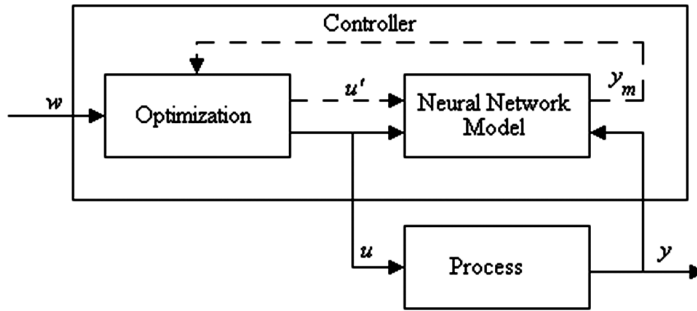 Controller
w
Optimization
u'
Neural Network
Model
y_m
u
Process
y